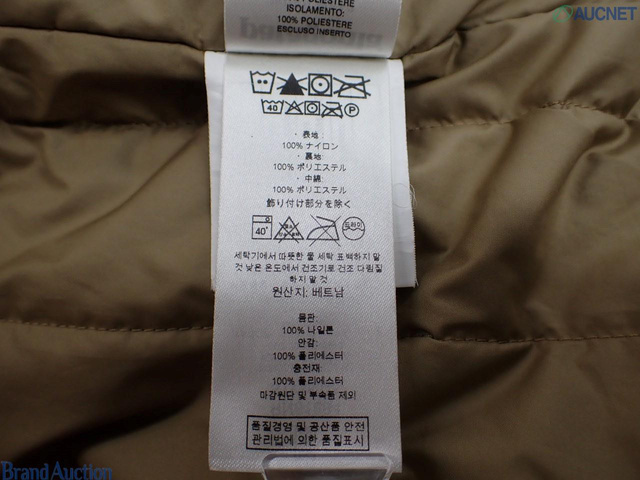 100% POLIESTERE
ISOLAMENTO:
100% POLIESTERE
ESCLUSO INSERTO
AUCNET
40 P
・表地:
100% ナイロン
・裏地:
100% ポリエステル
・中綿:
100% ポリエステル
飾り付け部分を除く
40° 드라이
세탁기에서 따뜻한 물 세탁 표백하지 말
것 낮은 온도에서 건조기로 건조 다림질
하지 말 것
원산지: 베트남
몸판:
100% 나일론
안감:
100% 폴리에스터
충전재
100% 폴리에스터
마감원단 및 부속품 제외
품질경영 및 공산품 안전
관리법에 의한 품질표시
Brand Auction